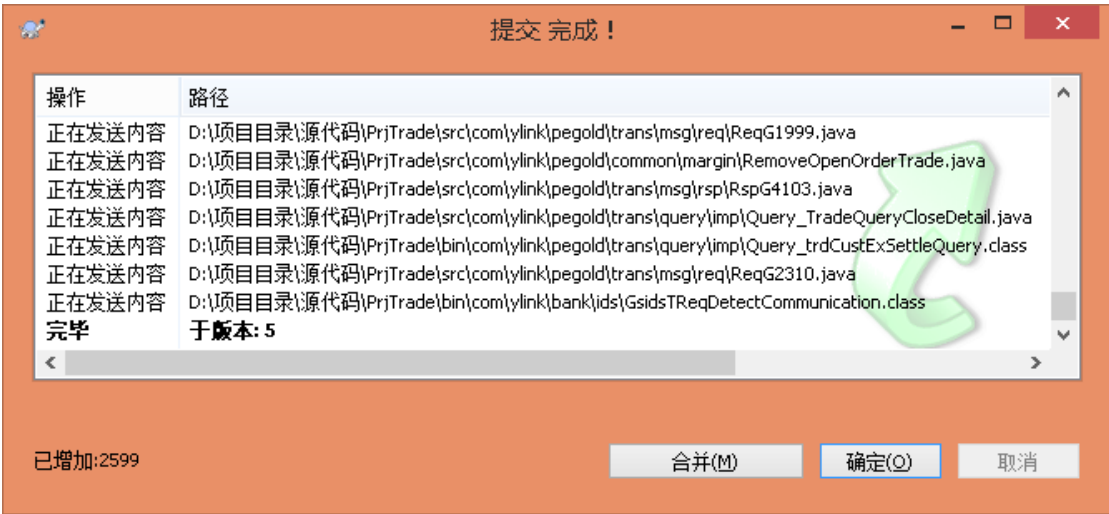 提交 完成！
操作 路径
正在发送内容 D:\项目目录\源代码\PrjTrade\src\com\ylink\pegold\trans\msg\req\ReqG1999.java
正在发送内容 D:\项目目录\源代码\PrjTrade\src\com\ylink\pegold\common\margin\RemoveOpenOrderTrade.java
正在发送内容 D:\项目目录\源代码\PrjTrade\src\com\ylink\pegold\trans\msg\rsp\RspG4103.java
正在发送内容 D:\项目目录\源代码\PrjTrade\src\com\ylink\pegold\trans\query\imp\Query_TradeQueryCloseDetail.java
正在发送内容 D:\项目目录\源代码\PrjTrade\bin\com\ylink\pegold\trans\query\imp\Query_trdCustExSettleQuery.class
正在发送内容 D:\项目目录\源代码\PrjTrade\src\com\ylink\pegold\trans\msg\req\ReqG2310.java
正在发送内容 D:\项目目录\源代码\PrjTrade\bin\com\ylink\bank\ids\GsidsTReqDetectCommunication.class
完毕 于版本: 5
已增加:2599 合并(M) 确定(O) 取消